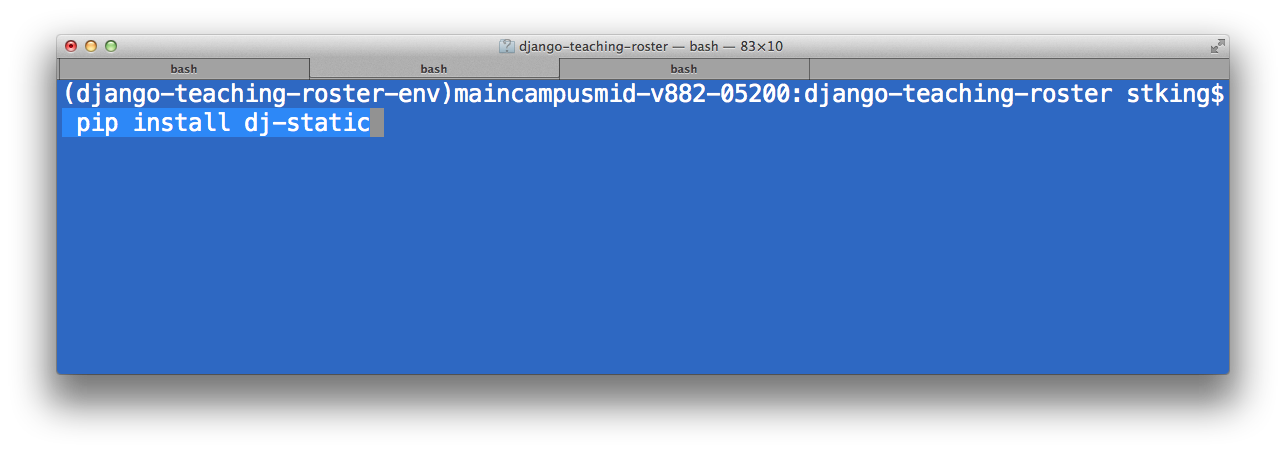 django-teaching-roster — bash — 83×10
bash
bash
bash
(django-teaching-roster-env)maincampusmid-v882-05200:django-teaching-roster stking$
pip install dj-static